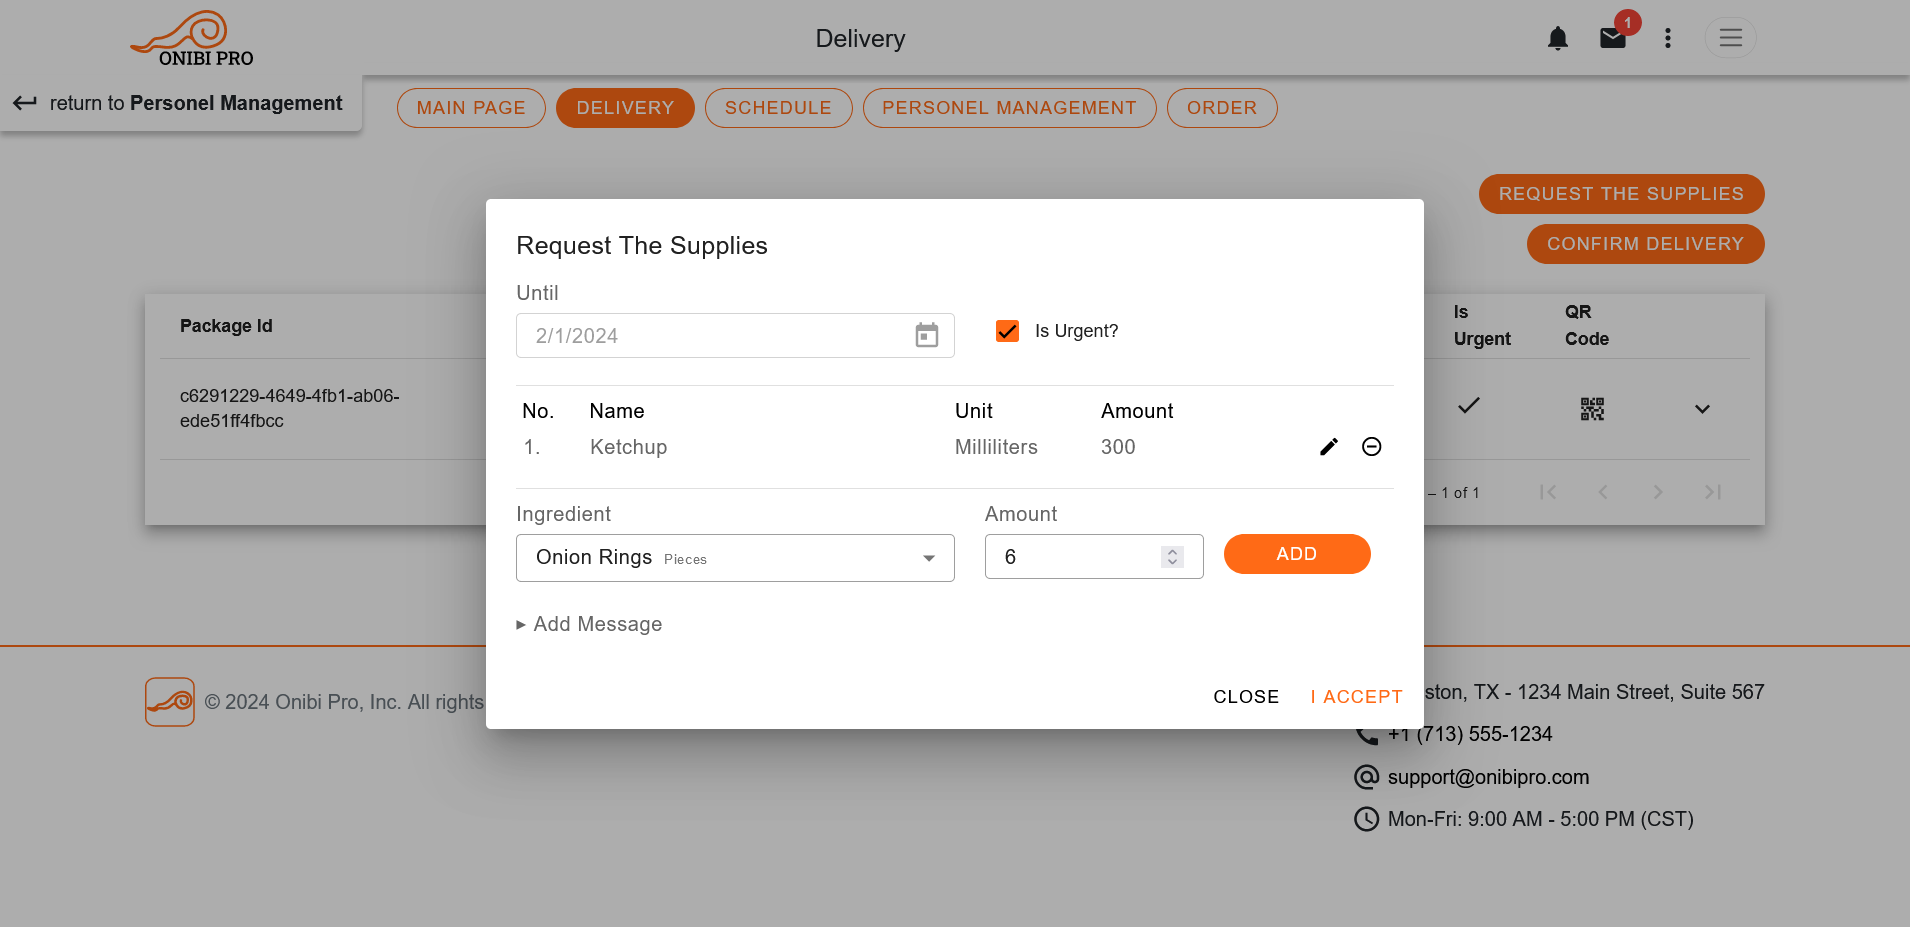 ONIBI PRO
Delivery
1
return to Personel Management
MAIN PAGE
DELIVERY
SCHEDULE
PERSONEL MANAGEMENT
ORDER
REQUEST THE SUPPLIES
CONFIRM DELIVERY
Package Id
Is
Urgent
QR
Code
c6291229-4649-4fb1-ab06-
ede51ff4fbcc
– 1 of 1
Request The Supplies
Until
2/1/2024
Is Urgent?
No. Name Unit Amount
1. Ketchup Milliliters 300
Ingredient
Amount
Onion Rings Pieces
6
ADD
Add Message
CLOSE
I ACCEPT
© 2024 Onibi Pro, Inc. All rights
ston, TX - 1234 Main Street, Suite 567
+1 (713) 555-1234
support@onibipro.com
Mon-Fri: 9:00 AM - 5:00 PM (CST)